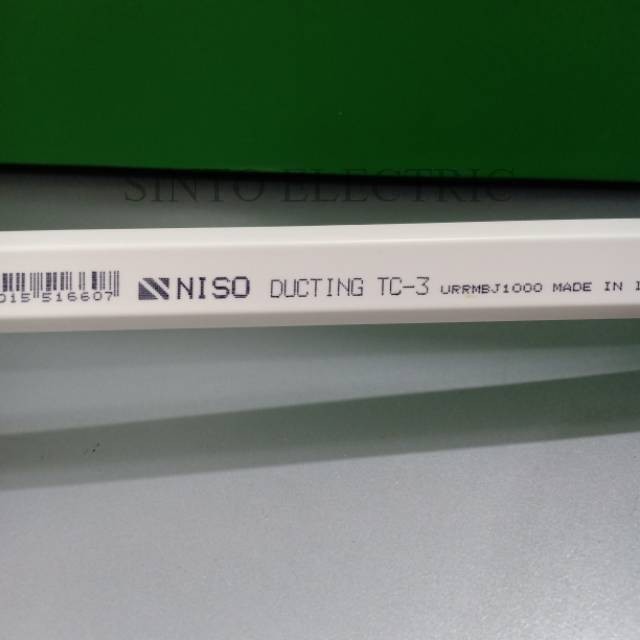 SINTO ELECTRIC
NISO DUCTING TC-3 URRMBJ1000 MADE IN
015 516607